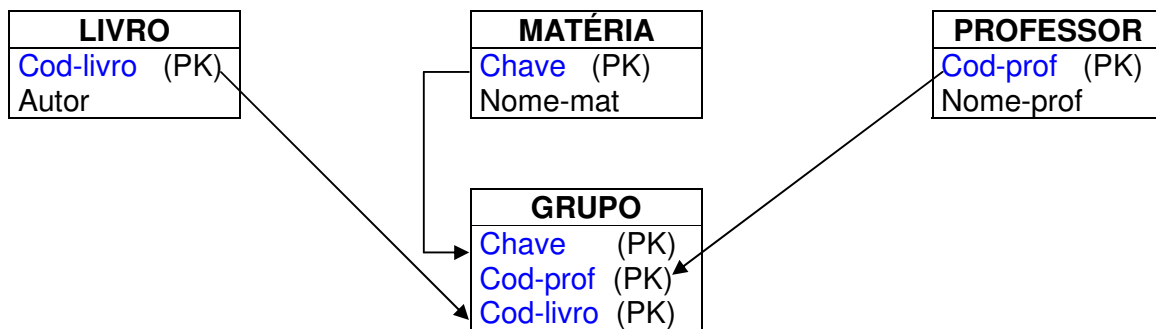 LIVRO
Cod-livro (PK)
Autor
MATÉRIA
Chave (PK)
Nome-mat
PROFESSOR
Cod-prof (PK)
Nome-prof
GRUPO
Chave (PK)
Cod-prof (PK)
Cod-livro (PK)